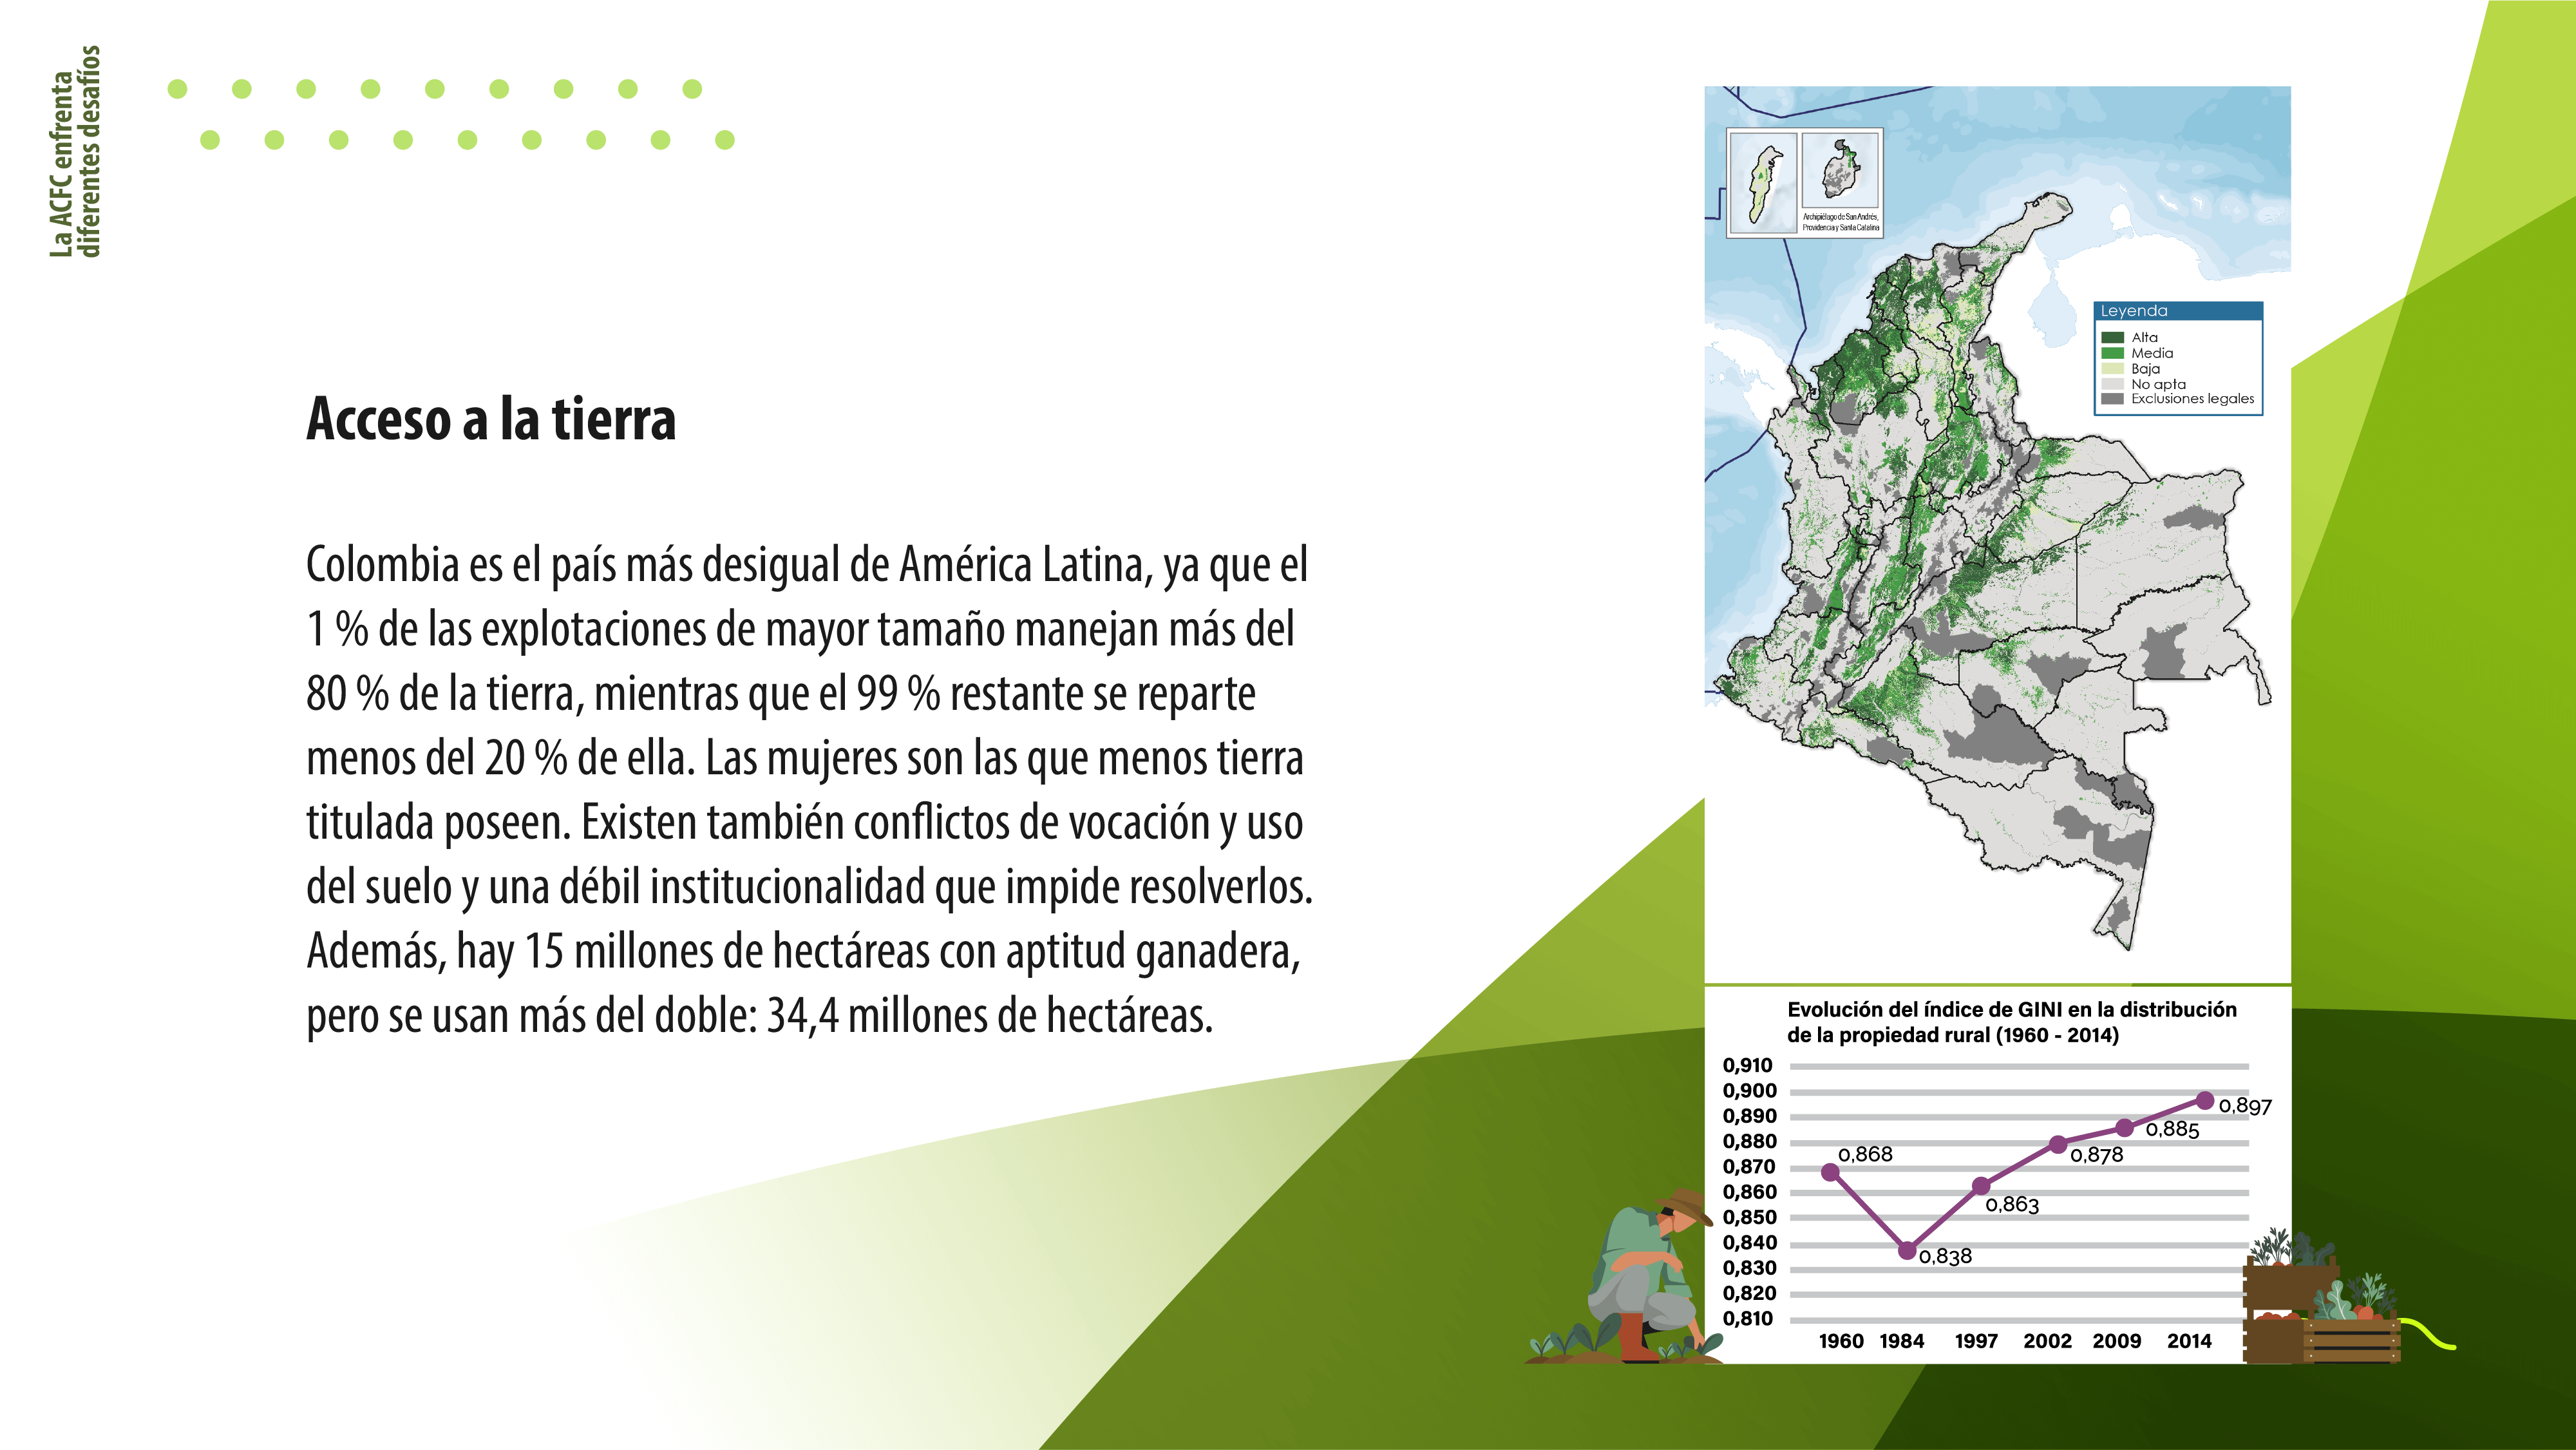 La ACFC enfrenta
diferentes desafíos
Acceso a la tierra
Colombia es el país más desigual de América Latina, ya que el
1 % de las explotaciones de mayor tamaño manejan más del
80 % de la tierra, mientras que el 99 % restante se reparte
menos del 20 % de ella. Las mujeres son las que menos tierra
titulada poseen. Existen también conflictos de vocación y uso
del suelo y una débil institucionalidad que impide resolverlos.
Además, hay 15 millones de hectáreas con aptitud ganadera,
pero se usan más del doble: 34,4 millones de hectáreas.
Archipiélago de San Andrés,
Providencia y Santa Catalina
Leyenda
Alta
Media
Baja
No apta
Exclusiones legales
Evolución del índice de GINI en la distribución
de la propiedad rural (1960 - 2014)
0,910
0,900
0,890
0,880
0,870
0,860
0,850
0,840
0,830
0,820
0,810
0,868
0,838
0,863
0,878
0,885
0,897
1960 1984 1997 2002 2009 2014